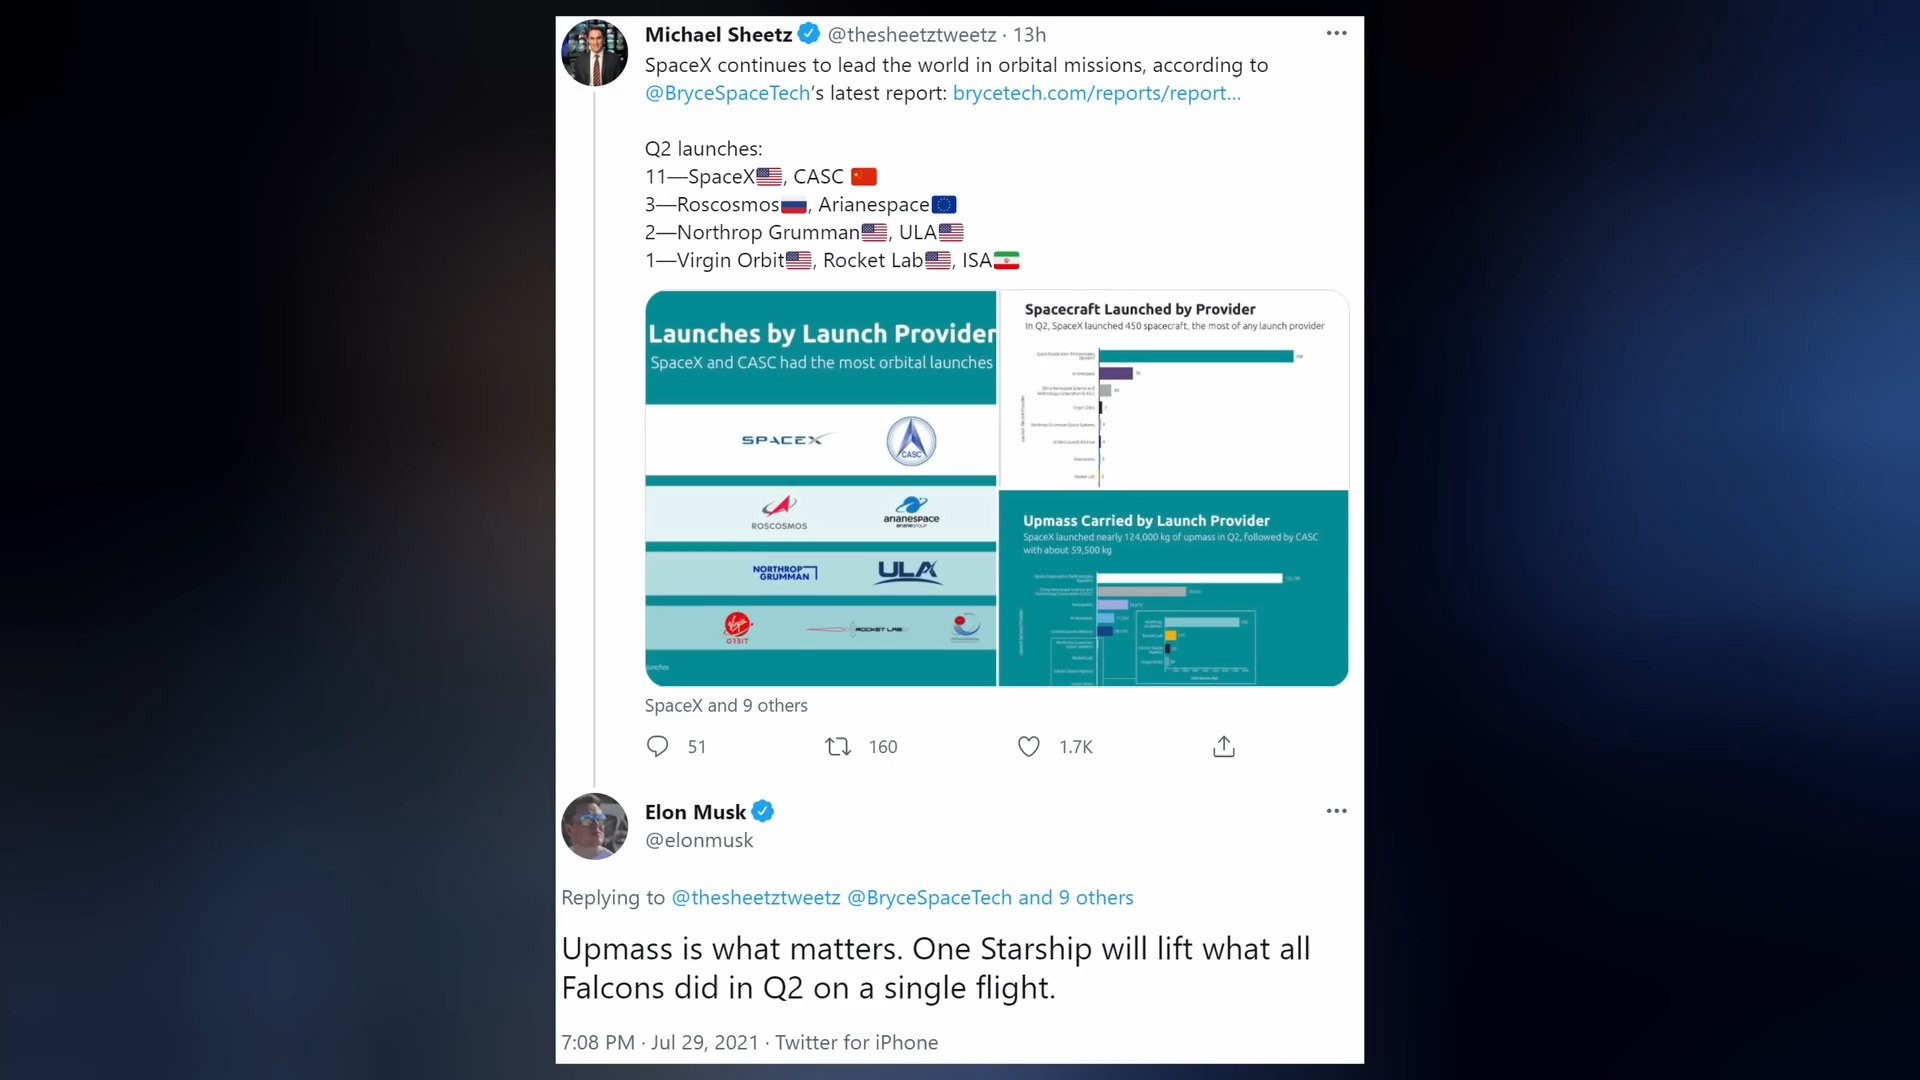 Michael Sheetz @thesheetztweetz · 13h
SpaceX continues to lead the world in orbital missions, according to
@BryceSpaceTech's latest report: brycetech.com/reports/report...
Q2 launches:
11—SpaceX🇺🇸, CASC 🇨🇳
3—Roscosmos🇷🇺, Arianespace🇪🇺
2—Northrop Grumman🇺🇸, ULA🇺🇸
1—Virgin Orbit🇺🇸, Rocket Lab🇺🇸, ISA🇮🇷
Launches by Launch Provider
SpaceX and CASC had the most orbital launches
SPACEX
CASC
ROSCOSMOS
arianespace
arianegroup
NORTHROP
GRUMMAN
ULA
Virgin
ORBIT
ROCKET LAB
Spacecraft Launched by Provider
In Q2, SpaceX launched 450 spacecraft, the most of any launch provider
Upmass Carried by Launch Provider
SpaceX launched nearly 124,000 kg of upmass in Q2, followed by CASC
with about 59,500 kg
SpaceX and 9 others
51 160 1.7K
Elon Musk
@elonmusk
Replying to @thesheetztweetz @BryceSpaceTech and 9 others
Upmass is what matters. One Starship will lift what all
Falcons did in Q2 on a single flight.
7:08 PM · Jul 29, 2021 · Twitter for iPhone